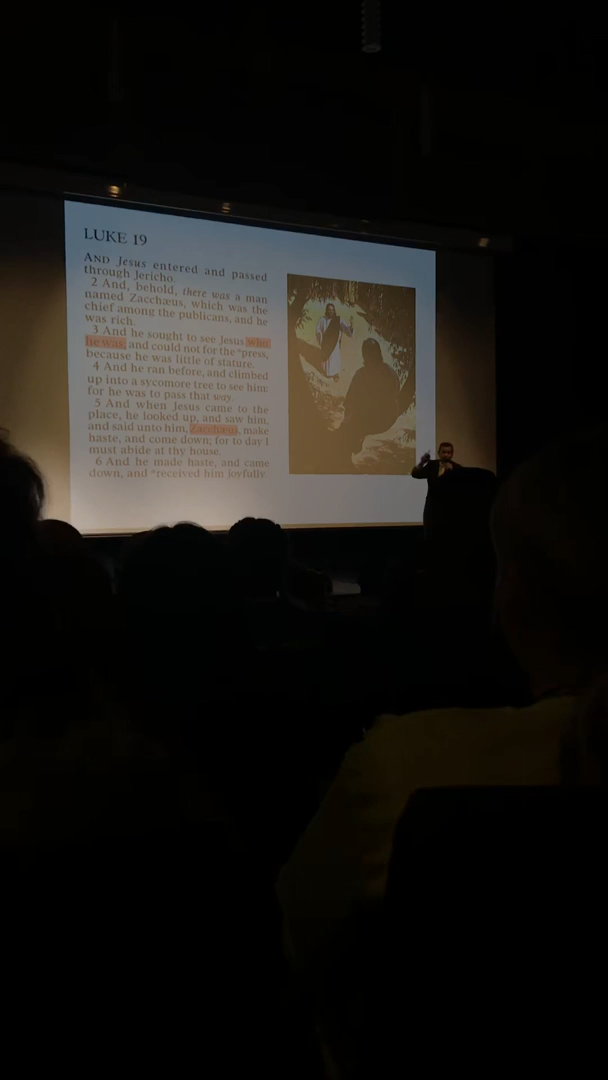 LUKE 19
AND Jesus entered and passed
through Jericho.
2 And, behold, there was a man
named Zacchæus, which was the
chief among the publicans, and he
was rich.
3 And he sought to see Jesus who
he was; and could not for the "press,
because he was little of stature.
4 And he ran before, and climbed
up into a sycomore tree to see him:
for he was to pass that way.
5 And when Jesus came to the
place, he looked up, and saw him,
and said unto him, Zacchæus, make
haste, and come down; for to day I
must abide at thy house.
6 And he made haste, and came
down, and "received him joyfully